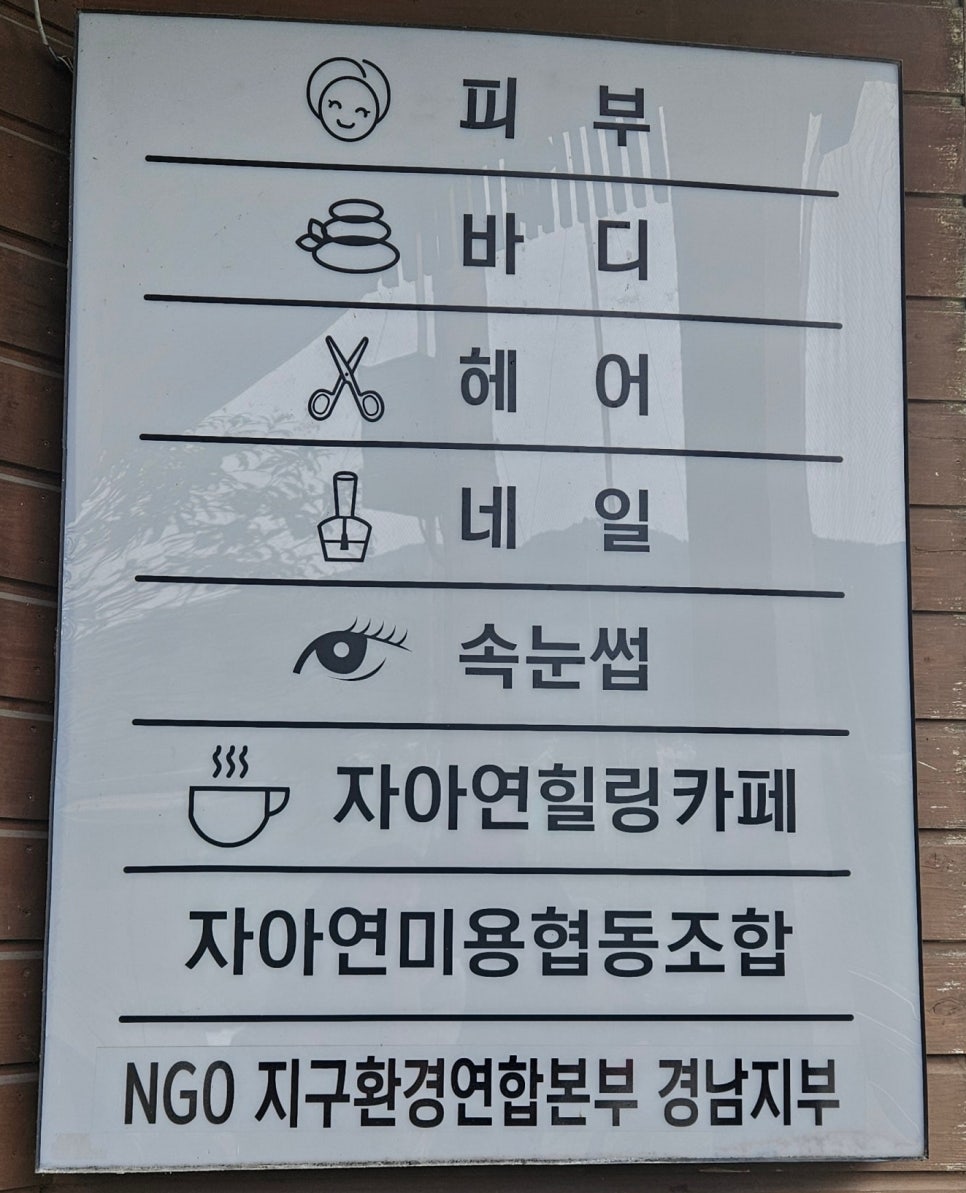 피 부
바 디
헤 어
네 일
속눈썹
자아연힐링카페
자아연미용협동조합
NGO 지구환경연합본부 경남지부